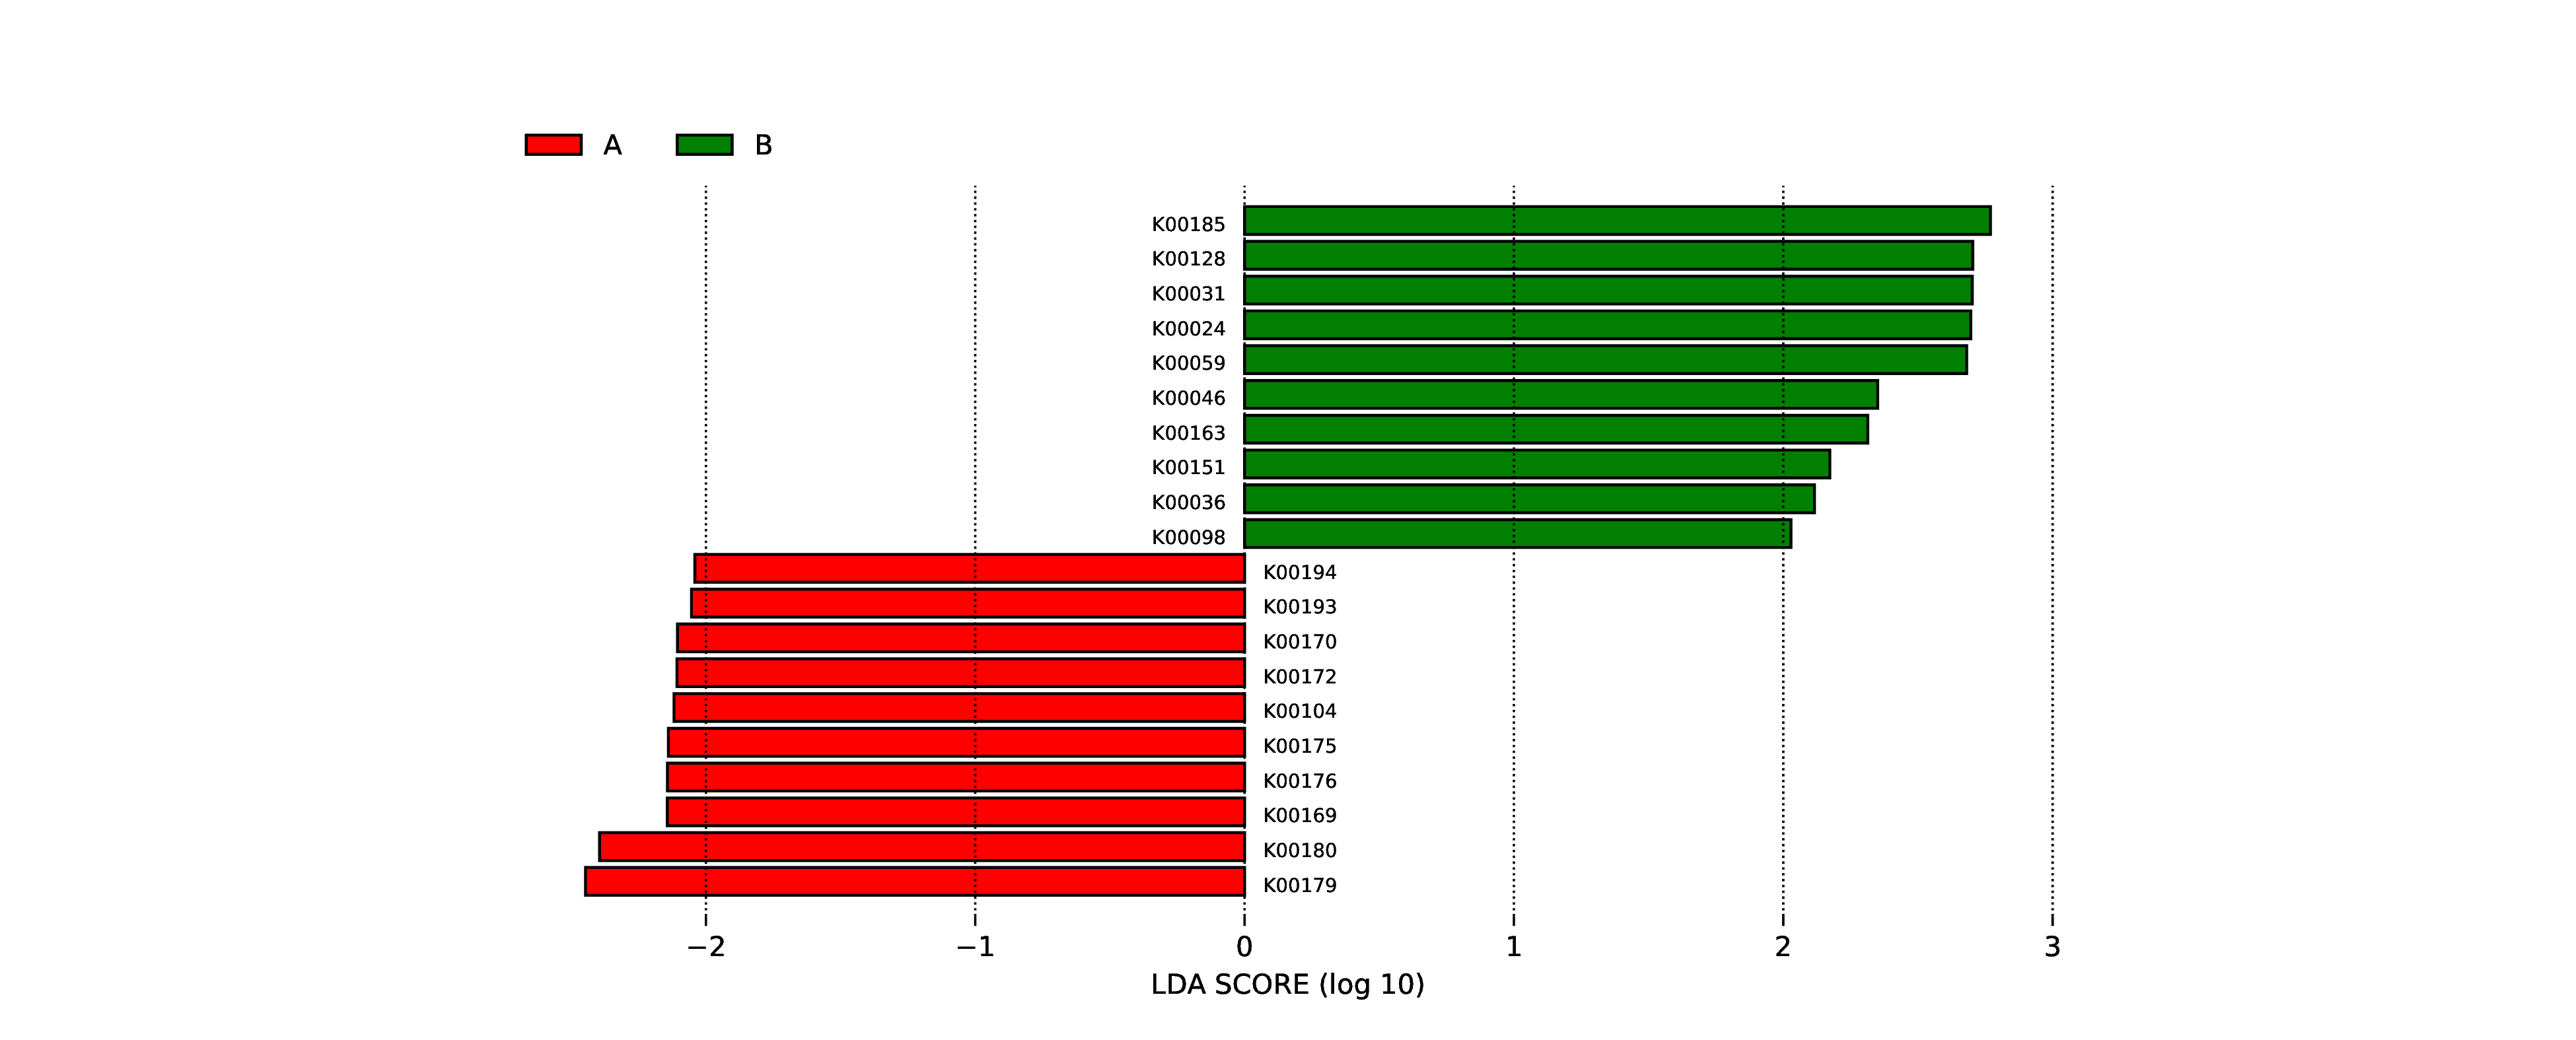 A B
K00185
K00128
K00031
K00024
K00059
K00046
K00163
K00151
K00036
K00098
K00194
K00193
K00170
K00172
K00104
K00175
K00176
K00169
K00180
K00179
−2 −1 0 1 2 3
LDA SCORE (log 10)